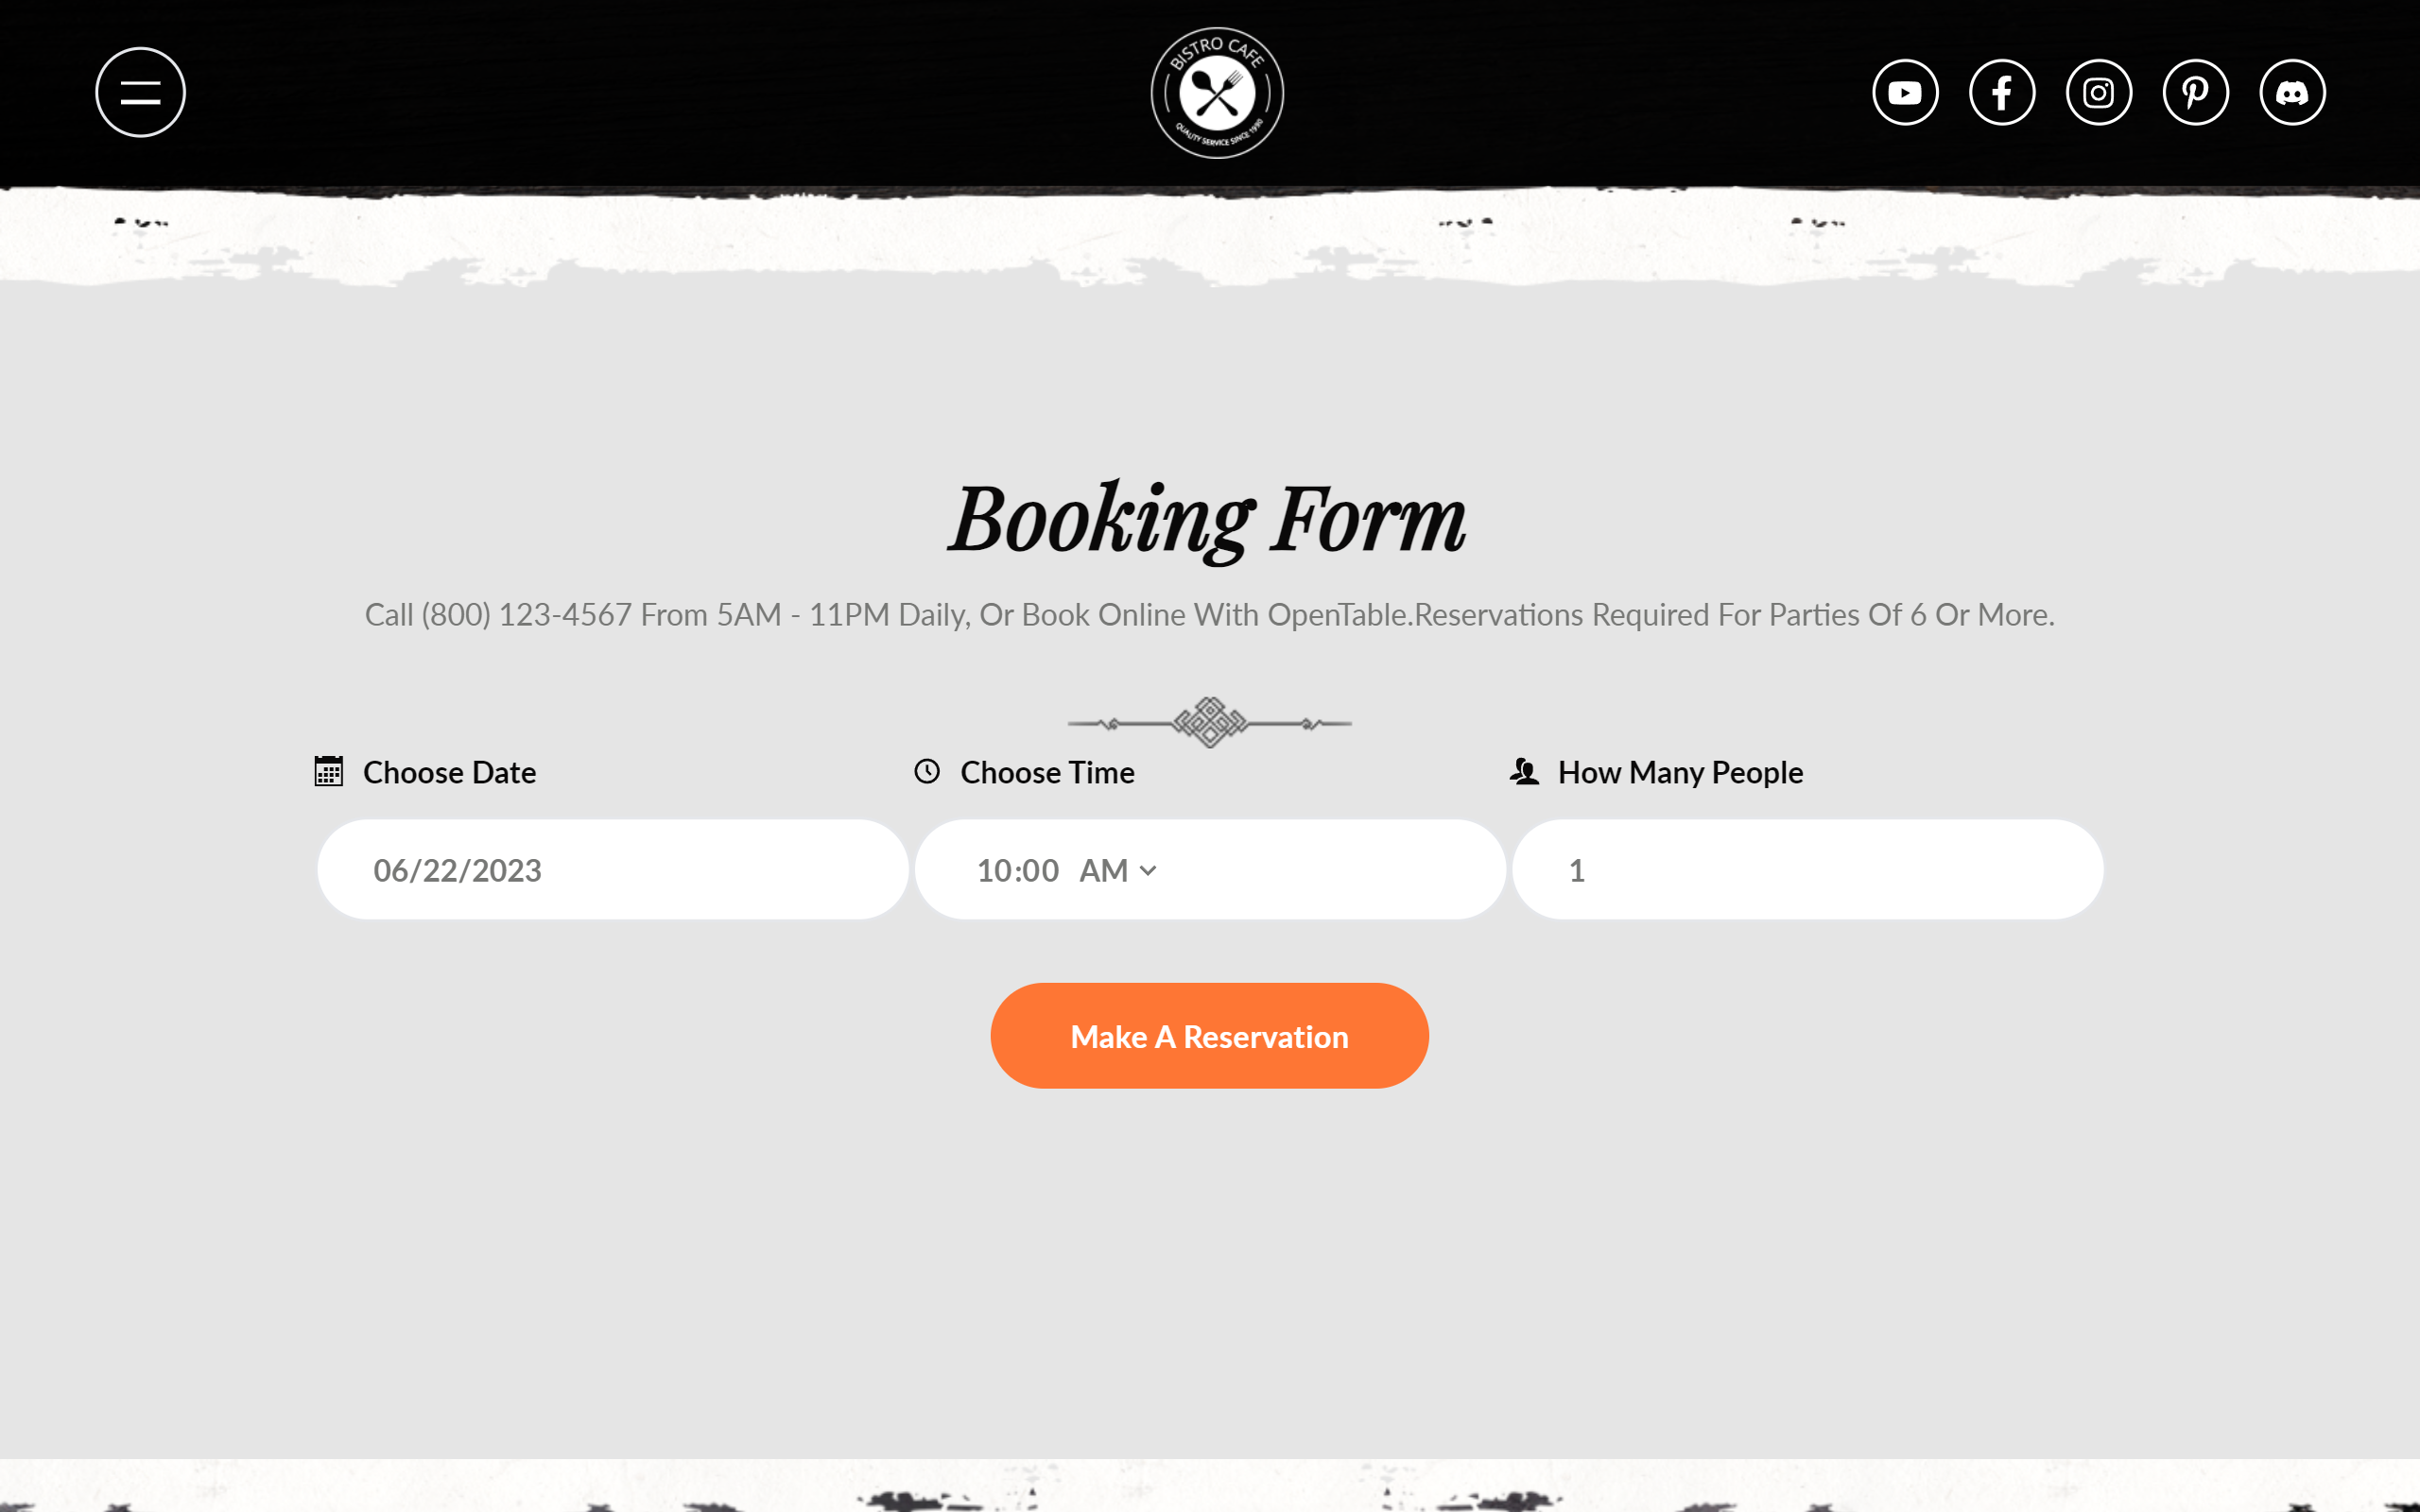 BISTRO CAFE
QUALITY SERVICE SINCE 1990
Booking Form
Call (800) 123-4567 From 5AM - 11PM Daily, Or Book Online With OpenTable.Reservations Required For Parties Of 6 Or More.
Choose Date
Choose Time
How Many People
06/22/2023
10:00 AM
1
Make A Reservation